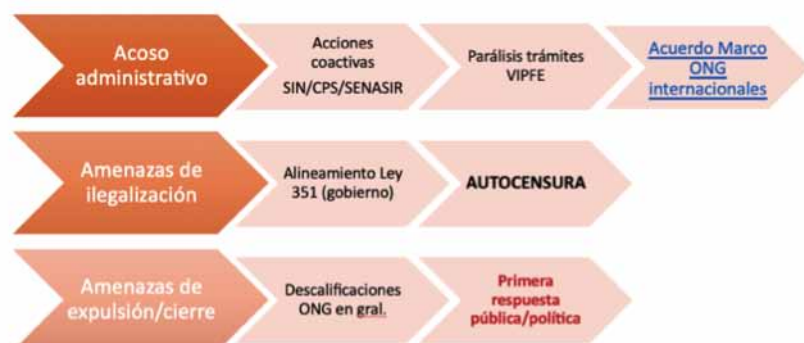 Acoso
administrativo
Acciones
coactivas
SIN/CPS/SENASIR
Parálisis trámites
VIPFE
Acuerdo Marco
ONG
internacionales
Amenazas de
ilegalización
Alineamiento Ley
351 (gobierno)
AUTOCENSURA
Amenazas de
expulsión/cierre
Descalificaciones
ONG en gral.
Primera
respuesta
pública/política